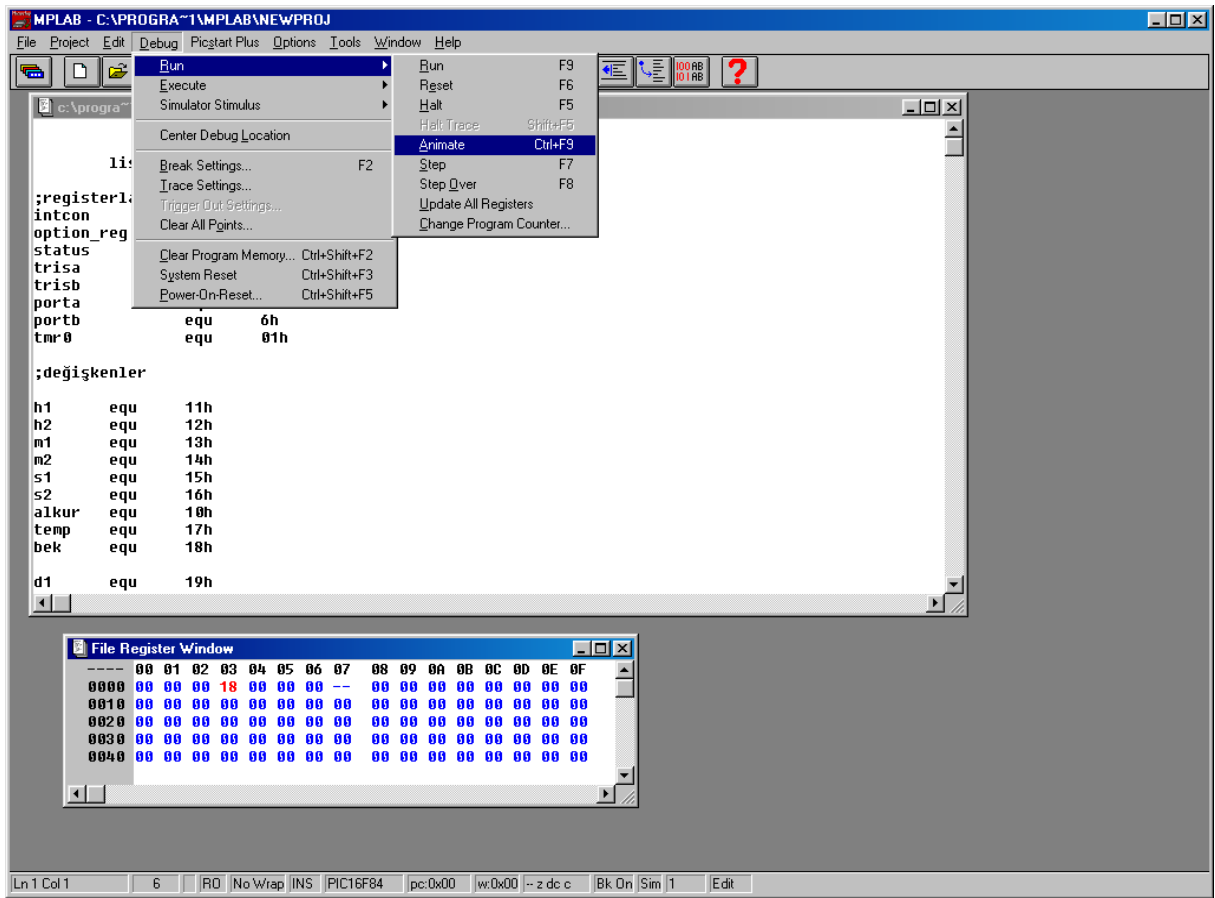 MPLAB - C:\PROGRA~1\MPLAB\NEWPROJ
File Project Edit Debug Picstart Plus Options Tools Window Help
Run
Execute
Simulator Stimulus
Center Debug Location
Break Settings... F2
Trace Settings...
Trigger Out Settings...
Clear All Points...
Clear Program Memory... Ctrl+Shift+F2
System Reset Ctrl+Shift+F3
Power-On-Reset... Ctrl+Shift+F5
Run F9
Reset F6
Halt F5
Halt Trace Shift+F5
Animate Ctrl+F9
Step F7
Step Over F8
Update All Registers
Change Program Counter...
100 AB
101 AB
?
c:\progra~
lis
;registerla
intcon
option_reg
status
trisa
trisb
porta
portb equ 6h
tmr0 equ 01h
;değişkenler
h1 equ 11h
h2 equ 12h
m1 equ 13h
m2 equ 14h
s1 equ 15h
s2 equ 16h
alkur equ 10h
temp equ 17h
bek equ 18h
d1 equ 19h
File Register Window
---- 00 01 02 03 04 05 06 07 08 09 0A 0B 0C 0D 0E 0F
0000 00 00 00 18 00 00 00 -- 00 00 00 00 00 00 00 00
0010 00 00 00 00 00 00 00 00 00 00 00 00 00 00 00 00
0020 00 00 00 00 00 00 00 00 00 00 00 00 00 00 00 00
0030 00 00 00 00 00 00 00 00 00 00 00 00 00 00 00 00
0040 00 00 00 00 00 00 00 00 00 00 00 00 00 00 00 00
Ln 1 Col 1 6 RO No Wrap INS PIC16F84 pc:0x00 w:0x00 -- z dc c Bk On Sim 1 Edit